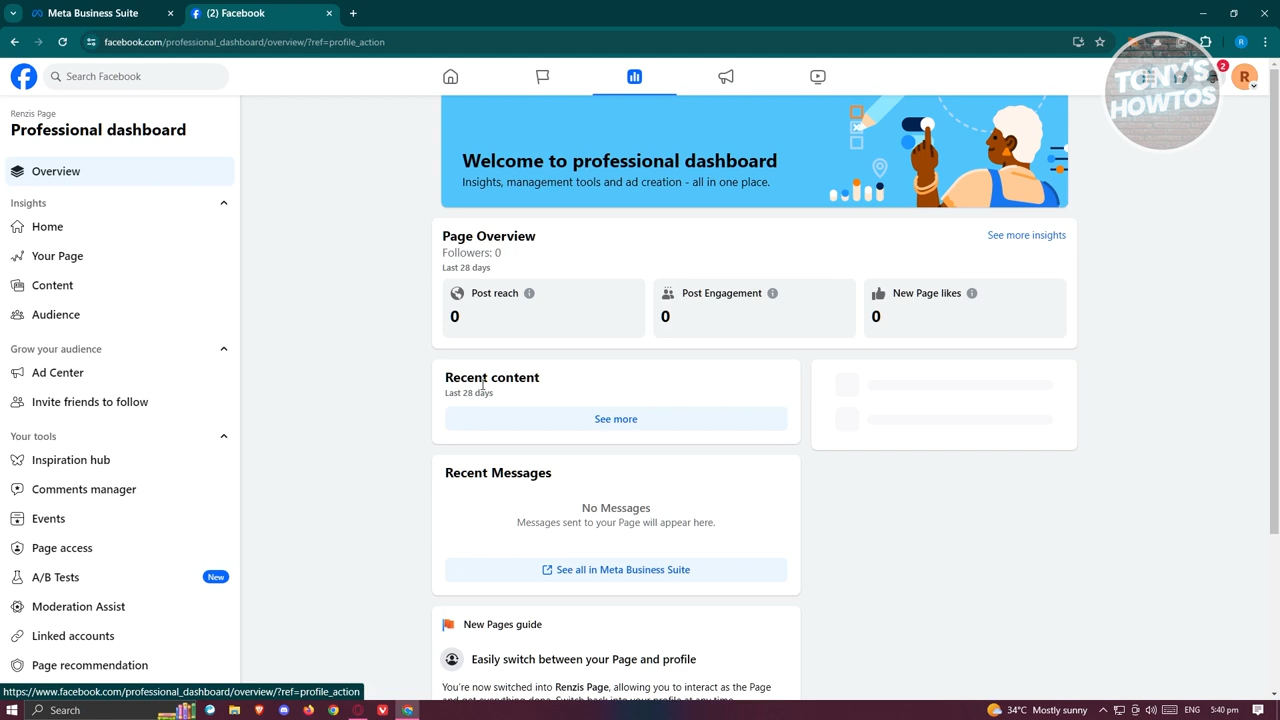 Meta Business Suite
(2) Facebook
facebook.com/professional_dashboard/overview/?ref=profile_action
R
Search Facebook
2
R
TONY'S
HOWTOS
Renzis Page
Professional dashboard
Overview
Insights
Home
Your Page
Content
Audience
Grow your audience
Ad Center
Invite friends to follow
Your tools
Inspiration hub
Comments manager
Events
Page access
A/B Tests
New
Moderation Assist
Linked accounts
Page recommendation
Welcome to professional dashboard
Insights, management tools and ad creation - all in one place.
Page Overview
See more insights
Followers: 0
Last 28 days
Post reach
0
Post Engagement
0
New Page likes
0
Recent content
Last 28 days
See more
Recent Messages
No Messages
Messages sent to your Page will appear here.
See all in Meta Business Suite
New Pages guide
Easily switch between your Page and profile
You're now switched into Renzis Page, allowing you to interact as the Page
https://www.facebook.com/professional_dashboard/overview/?ref=profile_action
Search
34°C Mostly sunny
ENG
5:40 pm